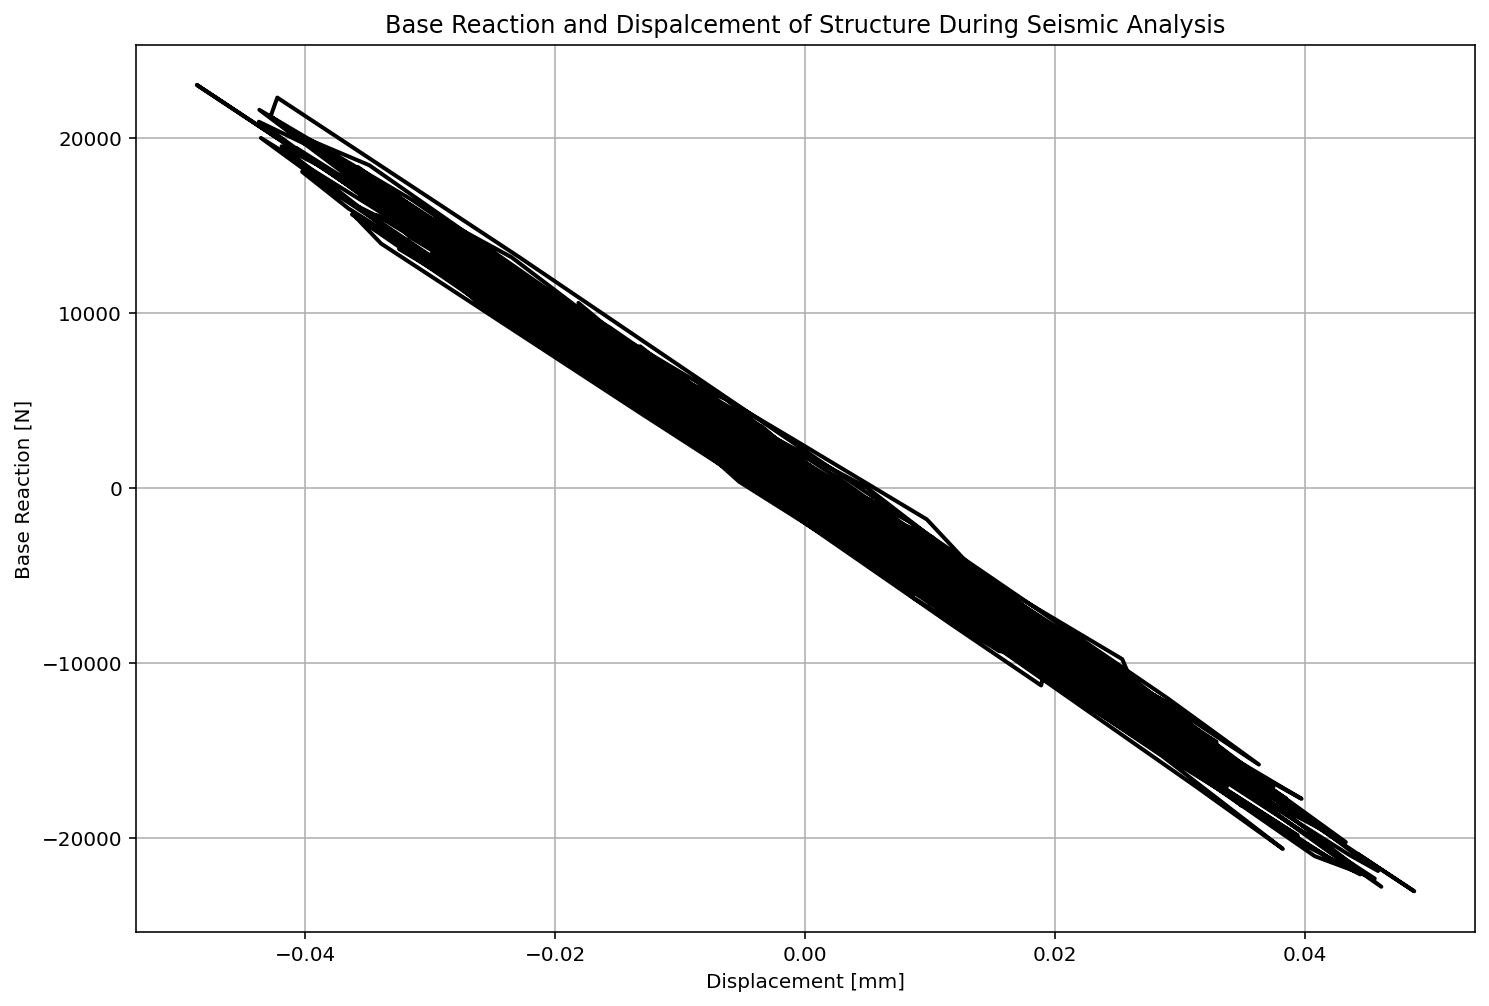 Base Reaction and Dispalcement of Structure During Seismic Analysis
20000
10000
0
−10000
−20000
Base Reaction [N]
−0.04 −0.02 0.00 0.02 0.04
Displacement [mm]